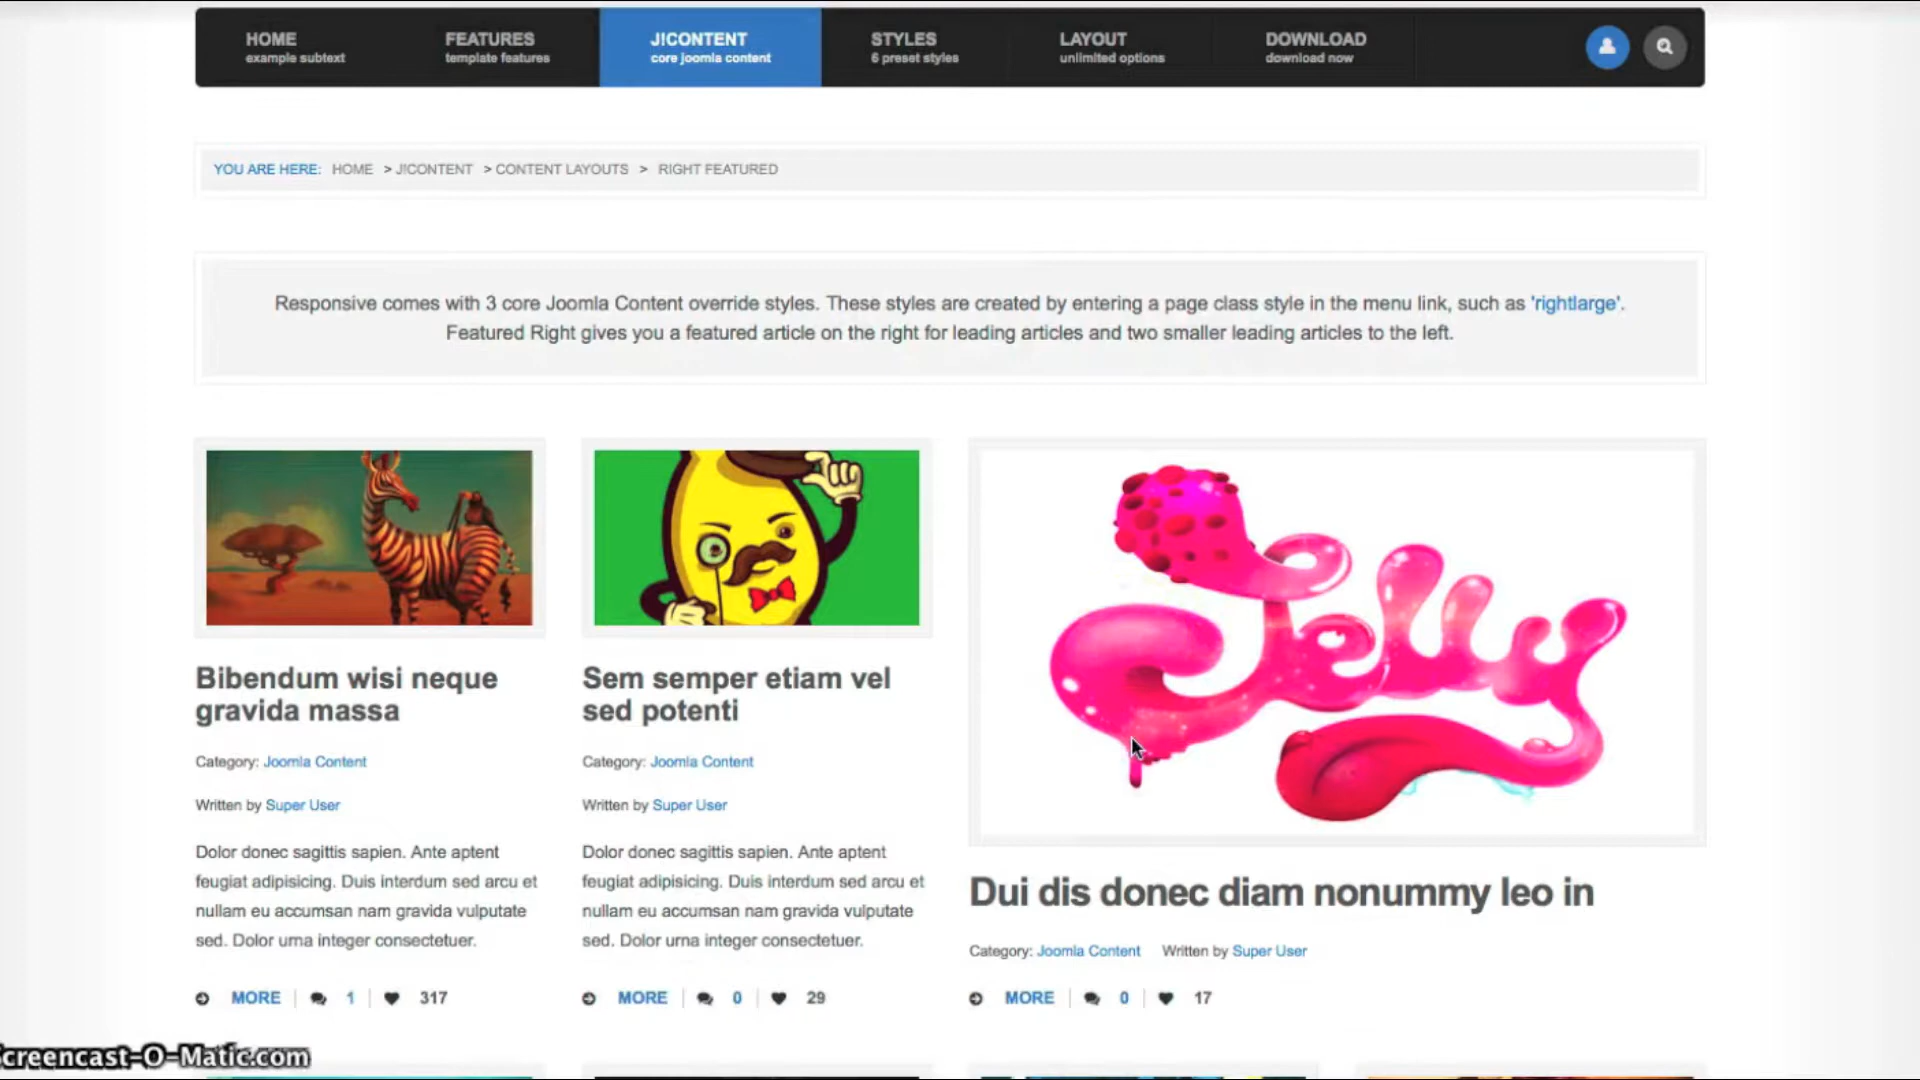 HOME
example subtext
FEATURES
template features
J!CONTENT
core joomla content
STYLES
6 preset styles
LAYOUT
unlimited options
DOWNLOAD
download now
YOU ARE HERE: HOME > J!CONTENT > CONTENT LAYOUTS > RIGHT FEATURED
Responsive comes with 3 core Joomla Content override styles. These styles are created by entering a page class style in the menu link, such as 'rightlarge'.
Featured Right gives you a featured article on the right for leading articles and two smaller leading articles to the left.
Bibendum wisi neque
gravida massa
Category: Joomla Content
Written by Super User
Dolor donec sagittis sapien. Ante aptent
feugiat adipisicing. Duis interdum sed arcu et
nullam eu accumsan nam gravida vulputate
sed. Dolor urna integer consectetuer.
MORE 1 317
Sem semper etiam vel
sed potenti
Category: Joomla Content
Written by Super User
Dolor donec sagittis sapien. Ante aptent
feugiat adipisicing. Duis interdum sed arcu et
nullam eu accumsan nam gravida vulputate
sed. Dolor urna integer consectetuer.
MORE 0 29
Jelly
Dui dis donec diam nonummy leo in
Category: Joomla Content Written by Super User
MORE 0 17
creencast-O-Matic.com